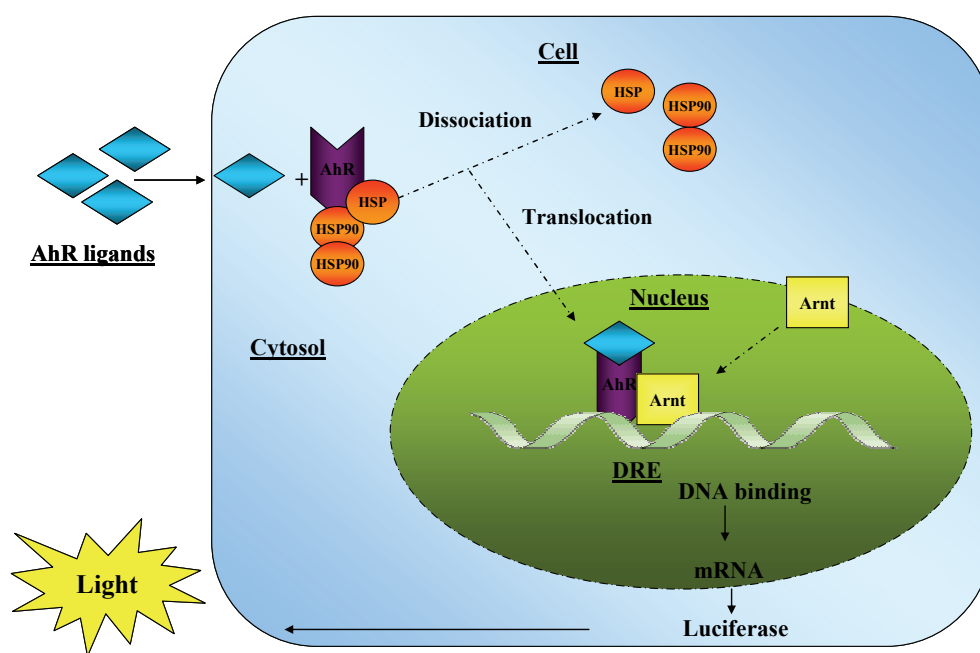 Cell
HSP
HSP90
HSP90
Dissociation
AhR ligands
+
AhR
HSP
HSP90
HSP90
Translocation
Cytosol
Nucleus
Arnt
AhR
Arnt
DRE
DNA binding
mRNA
Luciferase
Light